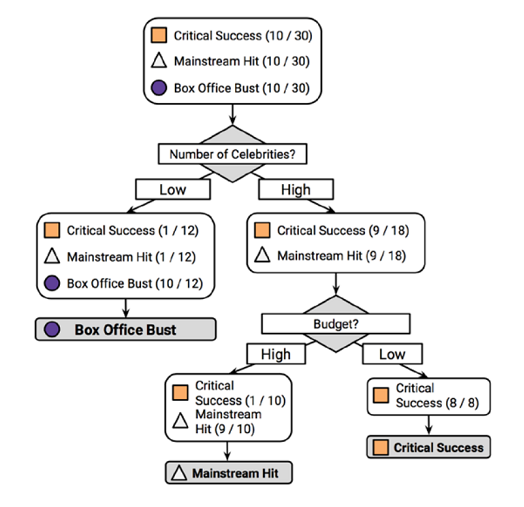 Critical Success (10 / 30)
Mainstream Hit (10 / 30)
Box Office Bust (10 / 30)
Number of Celebrities?
Low
High
Critical Success (1 / 12)
Mainstream Hit (1 / 12)
Box Office Bust (10 / 12)
Box Office Bust
Critical Success (9 / 18)
Mainstream Hit (9 / 18)
Budget?
High
Low
Critical
Success (1 / 10)
Mainstream
Hit (9 / 10)
Mainstream Hit
Critical
Success (8 / 8)
Critical Success